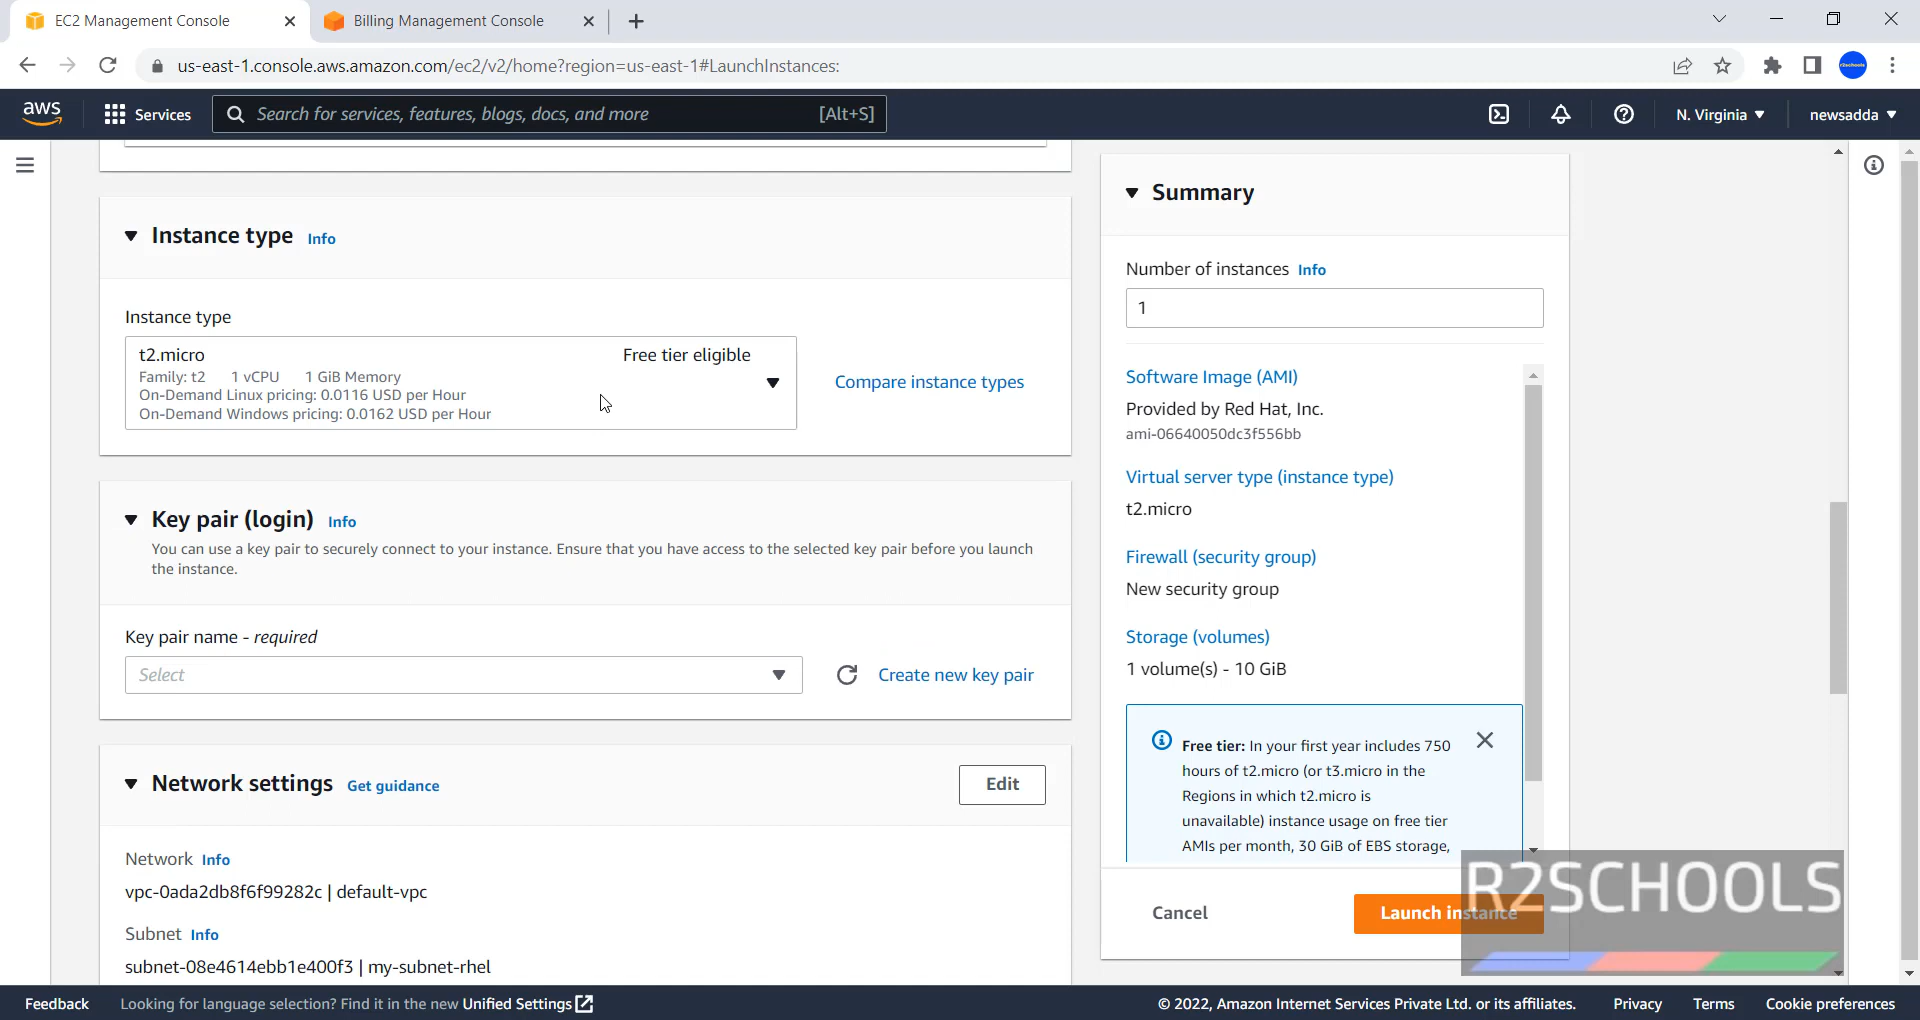 EC2 Management Console
Billing Management Console
us-east-1.console.aws.amazon.com/ec2/v2/home?region=us-east-1#LaunchInstances:
r2schools
aws
Services
Search for services, features, blogs, docs, and more
[Alt+S]
N. Virginia
newsadda
Instance type Info
Instance type
t2.micro
Free tier eligible
Family: t2 1 vCPU 1 GiB Memory
On-Demand Linux pricing: 0.0116 USD per Hour
On-Demand Windows pricing: 0.0162 USD per Hour
Compare instance types
Key pair (login) Info
You can use a key pair to securely connect to your instance. Ensure that you have access to the selected key pair before you launch
the instance.
Key pair name - required
Select
Create new key pair
Network settings Get guidance
Edit
Network Info
vpc-0ada2db8f6f99282c | default-vpc
Subnet Info
subnet-08e4614ebb1e400f3 | my-subnet-rhel
Summary
Number of instances Info
1
Software Image (AMI)
Provided by Red Hat, Inc.
ami-06640050dc3f556bb
Virtual server type (instance type)
t2.micro
Firewall (security group)
New security group
Storage (volumes)
1 volume(s) - 10 GiB
Free tier: In your first year includes 750
hours of t2.micro (or t3.micro in the
Regions in which t2.micro is
unavailable) instance usage on free tier
AMIs per month, 30 GiB of EBS storage,
Cancel
Launch instance
R2SCHOOLS
Feedback
Looking for language selection? Find it in the new Unified Settings
© 2022, Amazon Internet Services Private Ltd. or its affiliates.
Privacy
Terms
Cookie preferences